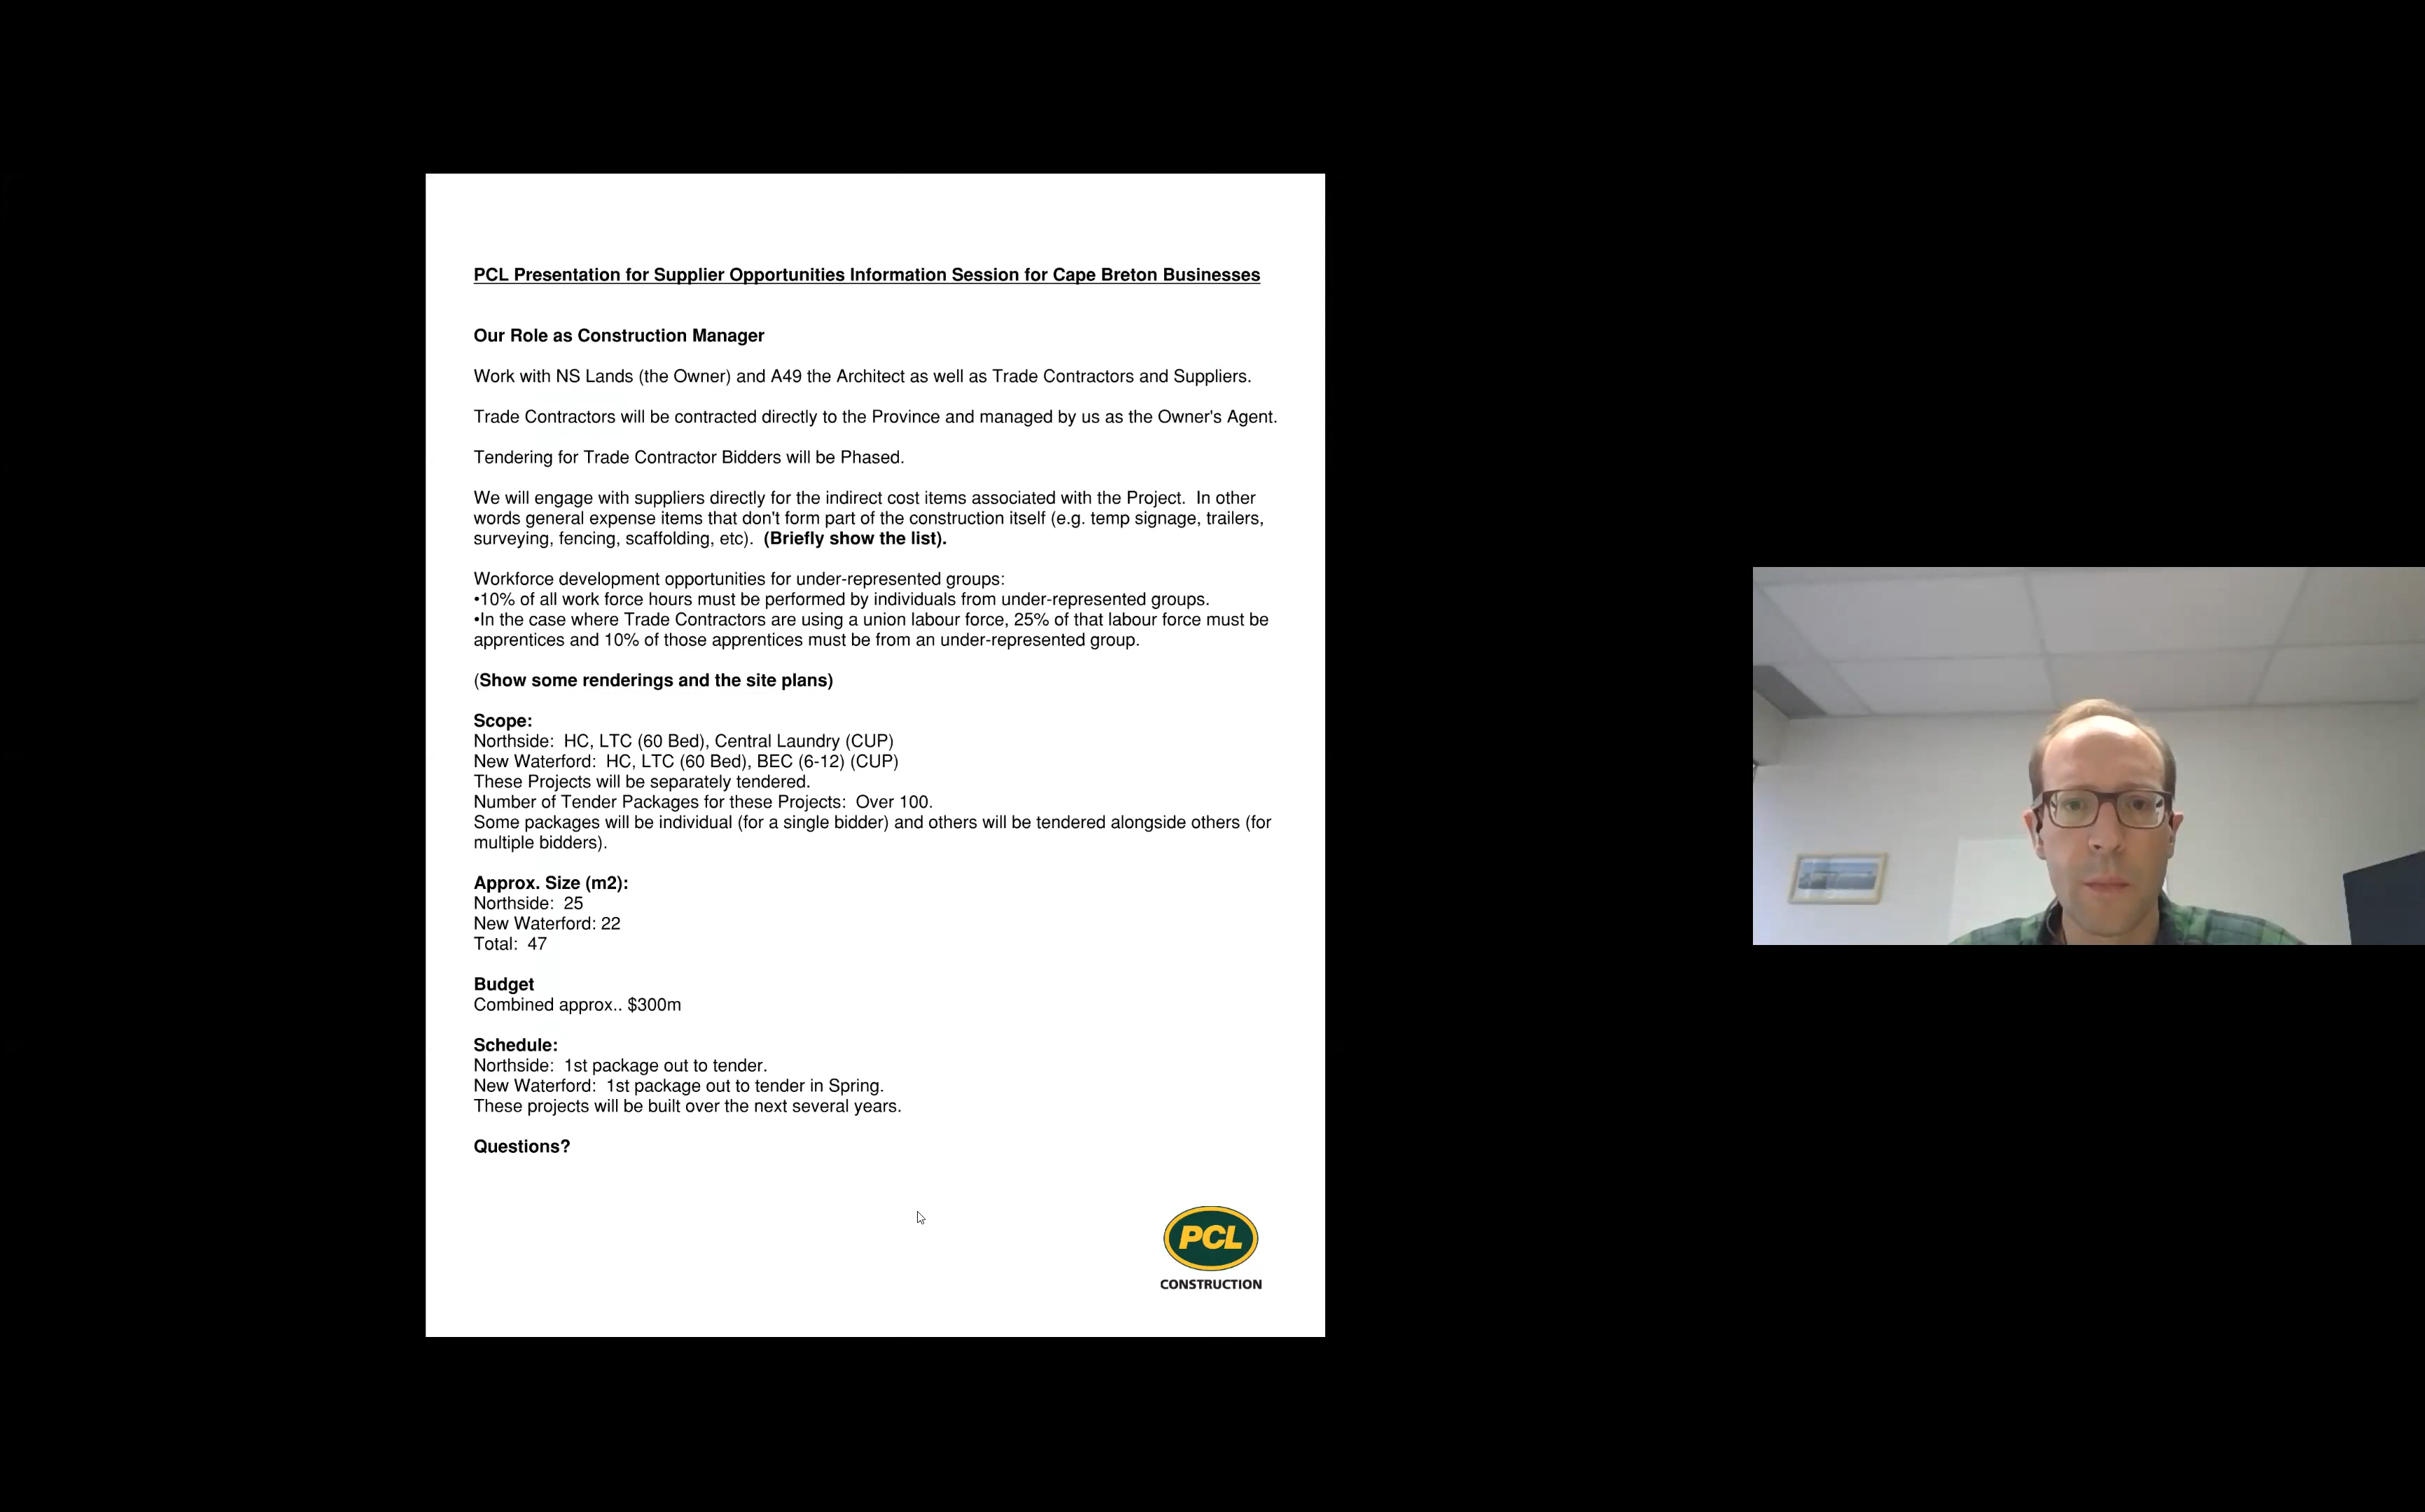 PCL Presentation for Supplier Opportunities Information Session for Cape Breton Businesses
Our Role as Construction Manager
Work with NS Lands (the Owner) and A49 the Architect as well as Trade Contractors and Suppliers.
Trade Contractors will be contracted directly to the Province and managed by us as the Owner's Agent.
Tendering for Trade Contractor Bidders will be Phased.
We will engage with suppliers directly for the indirect cost items associated with the Project.  In other
words general expense items that don't form part of the construction itself (e.g. temp signage, trailers,
surveying, fencing, scaffolding, etc).  (Briefly show the list).
Workforce development opportunities for under-represented groups:
•10% of all work force hours must be performed by individuals from under-represented groups.
•In the case where Trade Contractors are using a union labour force, 25% of that labour force must be
apprentices and 10% of those apprentices must be from an under-represented group.
(Show some renderings and the site plans)
Scope:
Northside:  HC, LTC (60 Bed), Central Laundry (CUP)
New Waterford:  HC, LTC (60 Bed), BEC (6-12) (CUP)
These Projects will be separately tendered.
Number of Tender Packages for these Projects:  Over 100.
Some packages will be individual (for a single bidder) and others will be tendered alongside others (for
multiple bidders).
Approx. Size (m2):
Northside:  25
New Waterford: 22
Total:  47
Budget
Combined approx.. $300m
Schedule:
Northside:  1st package out to tender.
New Waterford:  1st package out to tender in Spring.
These projects will be built over the next several years.
Questions?
PCL
CONSTRUCTION